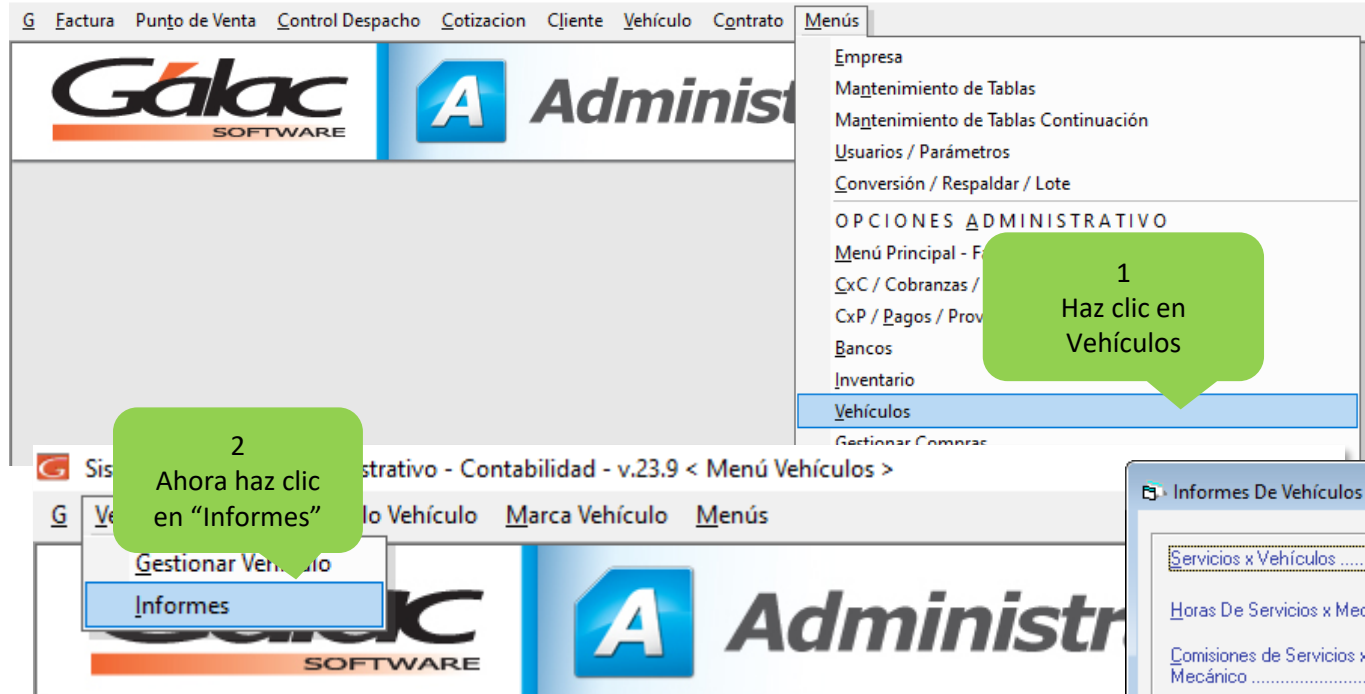 G Factura Punto de Venta Control Despacho Cotizacion Cliente Vehículo Contrato Menús
Gálac
SOFTWARE
A
Administ
Empresa
Mantenimiento de Tablas
Mantenimiento de Tablas Continuación
Usuarios / Parámetros
Conversión / Respaldar / Lote
OPCIONES ADMINISTRATIVO
Menú Principal - F
CxC / Cobranzas /
CxP / Pagos / Prov
Bancos
Inventario
Vehículos
Gestionar Compras
1
Haz clic en
Vehículos
2
Ahora haz clic
en “Informes”
Sis strativo - Contabilidad - v.23.9 < Menú Vehículos >
G Ve lo Vehículo Marca Vehículo Menús
Gestionar Vehículo
Informes
SOFTWARE
A
Administr
Informes De Vehículos
Servicios x Vehículos .....
Horas De Servicios x Mec
Comisiones de Servicios x
Mecánico ........................